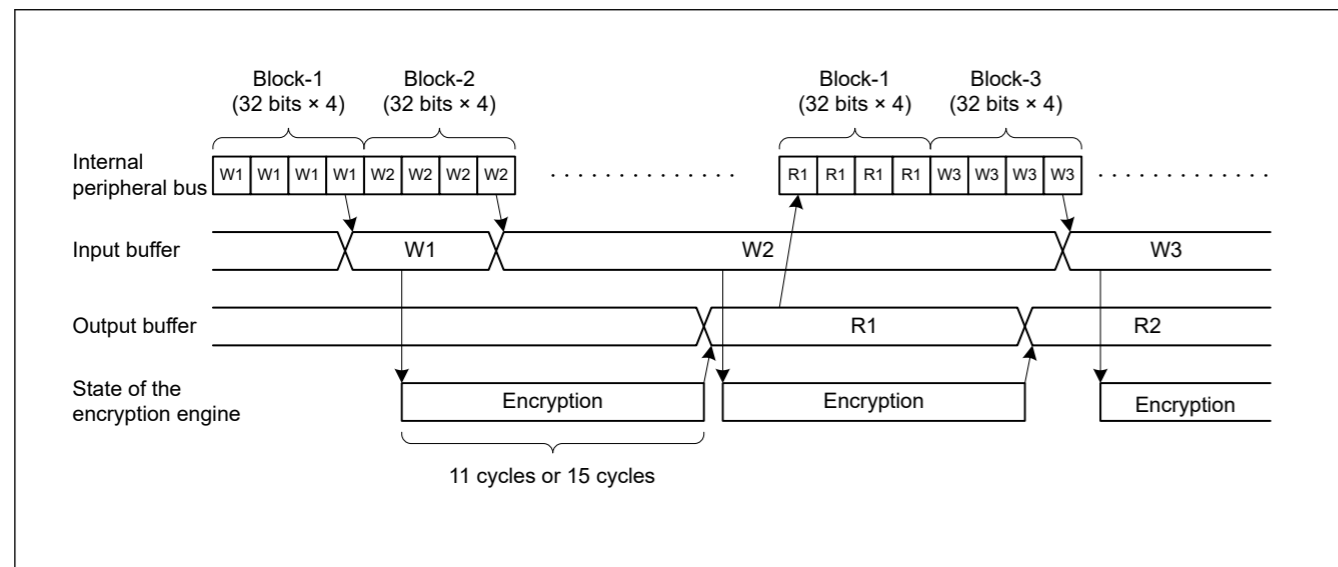 Block-1
(32 bits × 4)
Block-2
(32 bits × 4)
Block-1
(32 bits × 4)
Block-3
(32 bits × 4)
Internal
peripheral bus
W1 W1 W1 W1 W2 W2 W2 W2 R1 R1 R1 R1 W3 W3 W3 W3
Input buffer
W1 W2 W3
Output buffer
R1 R2
State of the
encryption engine
Encryption Encryption Encryption
11 cycles or 15 cycles